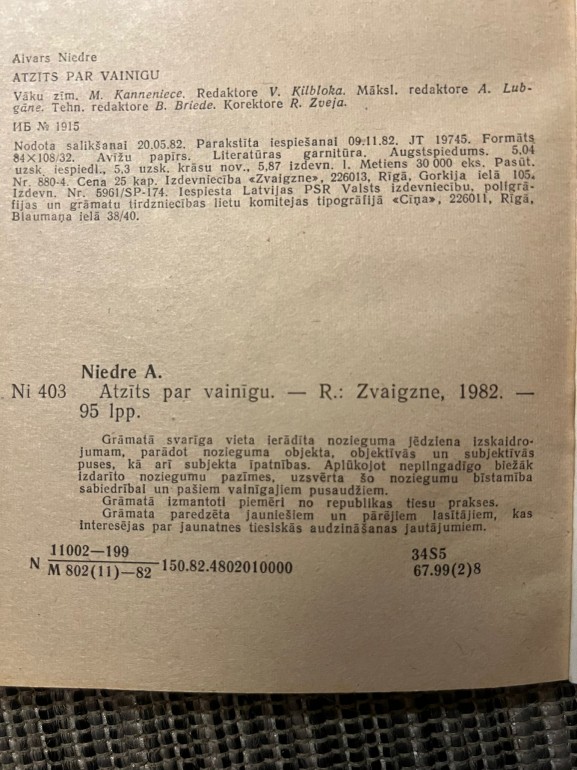 Aivars Niedre
ATZĪTS PAR VAINĪGU
Vāku zīm. M. Kanneniece. Redaktore V. Ķilbloka. Māksl. redaktore A. Lub-
gāne. Tehn. redaktore B. Briede. Korektore R. Zveja.
ИБ № 1915
Nodota salikšanai 20.05.82. Parakstīta iespiešanai 09.11.82. JT 19745. Formāts
84×108/32. Avīžu papīrs. Literatūras garnitūra. Augstspiedums. 5,04
uzsk. iespiedl., 5,3 uzsk. krāsu nov., 5,87 izdevn. l. Metiens 30 000 eks. Pasūt.
Nr. 880-4. Cena 25 kap. Izdevniecība «Zvaigzne», 226013, Rīgā, Gorkija ielā 105.
Izdevn. Nr. 5961/SP-174. Iespiesta Latvijas PSR Valsts izdevniecību, poligrā-
fijas un grāmatu tirdzniecības lietu komitejas tipogrāfijā «Cīņa», 226011, Rīgā,
Blaumaņa ielā 38/40.
Niedre A.
Ni 403 Atzīts par vainīgu. — R.: Zvaigzne, 1982. —
95 lpp.
Grāmatā svarīga vieta ierādīta nozieguma jēdziena izskaidro-
jumam, parādot nozieguma objekta, objektīvās un subjektīvās
puses, kā arī subjekta īpatnības. Aplūkojot nepilngadīgo biežāk
izdarīto noziegumu pazīmes, uzsvērta šo noziegumu bīstamība
sabiedrībai un pašiem vainīgajiem pusaudžiem.
Grāmatā izmantoti piemēri no republikas tiesu prakses.
Grāmata paredzēta jauniešiem un pārējiem lasītājiem, kas
interesējas par jaunatnes tiesiskās audzināšanas jautājumiem.
N 11002—199
M 802(11)—82 150.82.4802010000
34S5
67.99(2)8